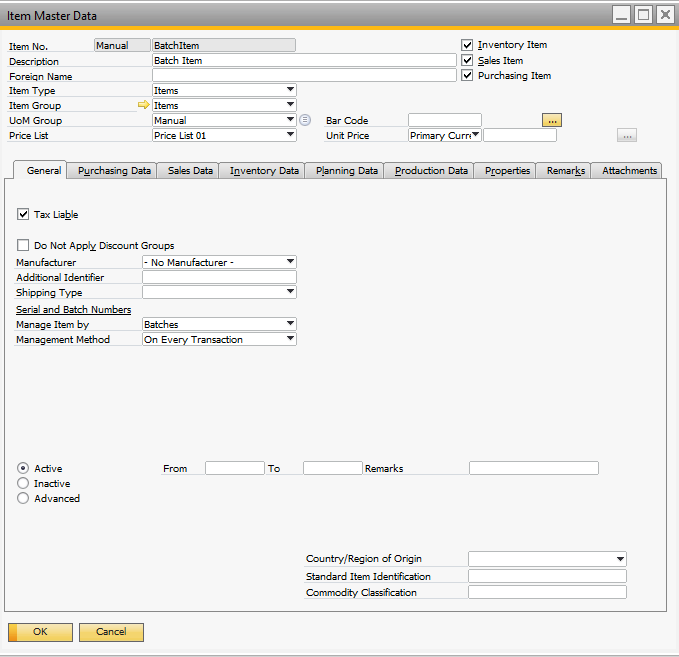 Item Master Data
Item No. Manual BatchItem Inventory Item
Description Batch Item Sales Item
Foreign Name Purchasing Item
Item Type Items
Item Group Items
UoM Group Manual Bar Code ...
Price List Price List 01 Unit Price Primary Curre ...
General Purchasing Data Sales Data Inventory Data Planning Data Production Data Properties Remarks Attachments
Tax Liable
Do Not Apply Discount Groups
Manufacturer - No Manufacturer -
Additional Identifier
Shipping Type
Serial and Batch Numbers
Manage Item by Batches
Management Method On Every Transaction
Active From To Remarks
Inactive
Advanced
Country/Region of Origin
Standard Item Identification
Commodity Classification
OK Cancel